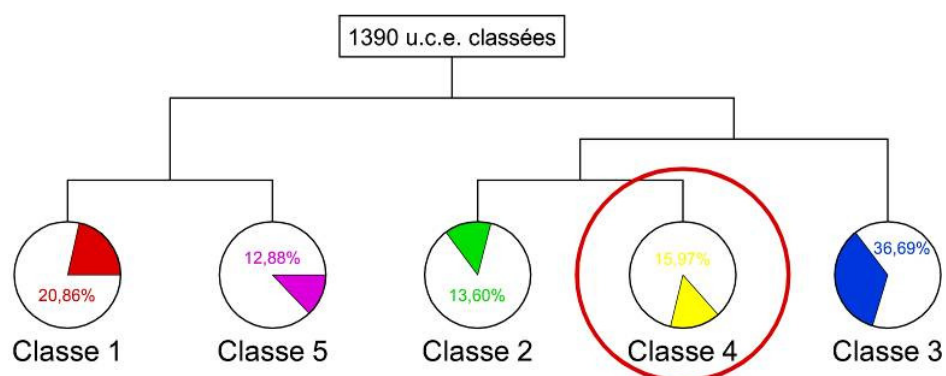 1390 u.c.e. classées
12,88%
15,97%
36,69%
20,86%
13,60%
Classe 1
Classe 5
Classe 2
Classe 4
Classe 3